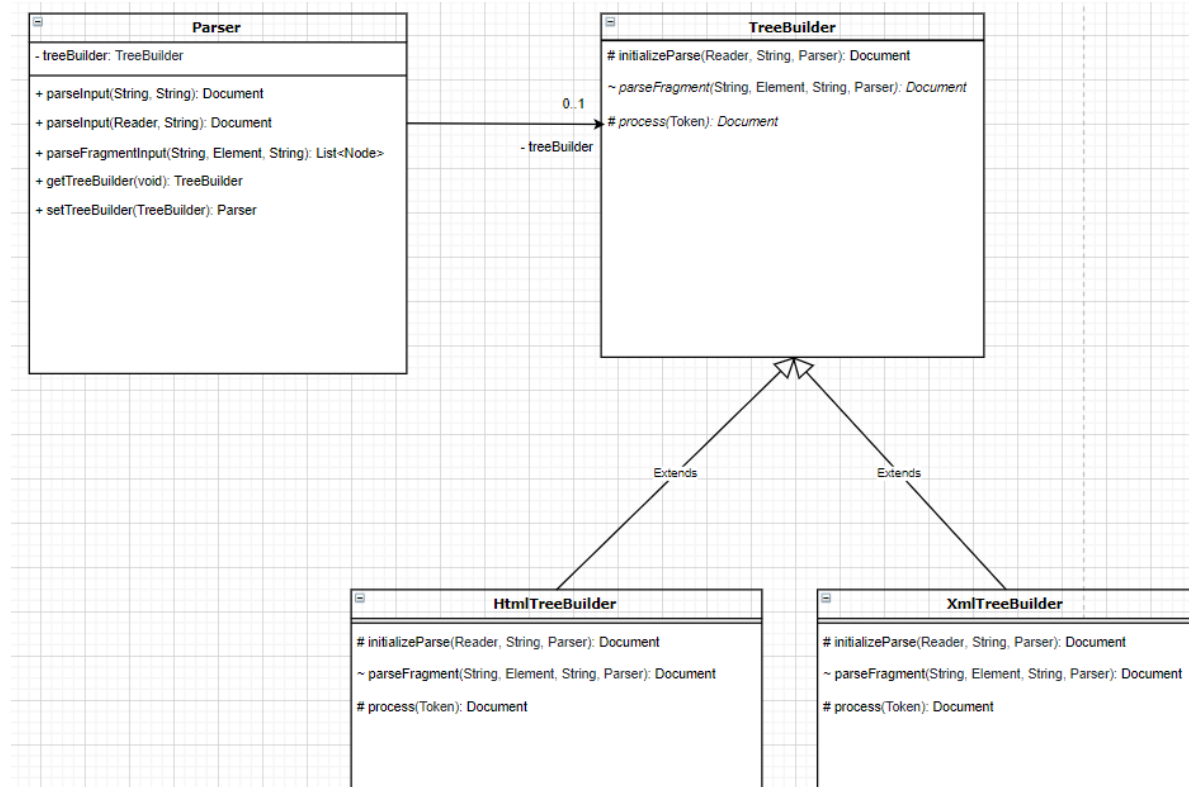 Parser
- treeBuilder: TreeBuilder
+ parseInput(String, String): Document
+ parseInput(Reader, String): Document
+ parseFragmentInput(String, Element, String): List<Node>
+ getTreeBuilder(void): TreeBuilder
+ setTreeBuilder(TreeBuilder): Parser
0..1
- treeBuilder
TreeBuilder
# initializeParse(Reader, String, Parser): Document
~ parseFragment(String, Element, String, Parser): Document
# process(Token): Document
Extends
Extends
HtmlTreeBuilder
# initializeParse(Reader, String, Parser): Document
~ parseFragment(String, Element, String, Parser): Document
# process(Token): Document
XmlTreeBuilder
# initializeParse(Reader, String, Parser): Document
~ parseFragment(String, Element, String, Parser): Document
# process(Token): Document